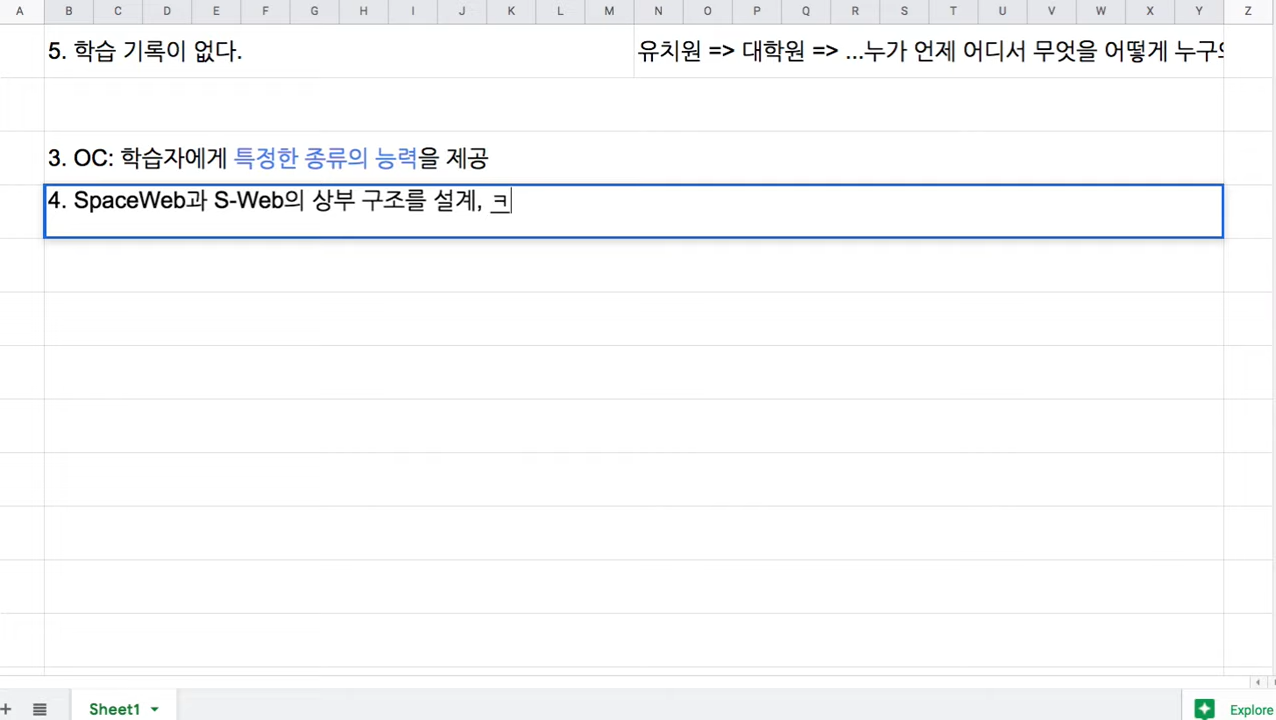 A B C D E F G H I J K L M N O P Q R S T U V W X Y Z
5. 학습 기록이 없다. 유치원 => 대학원 => ...누가 언제 어디서 무엇을 어떻게 누구의
3. OC: 학습자에게 특정한 종류의 능력을 제공
4. SpaceWeb과 S-Web의 상부 구조를 설계, ㅋ
Sheet1
Explore